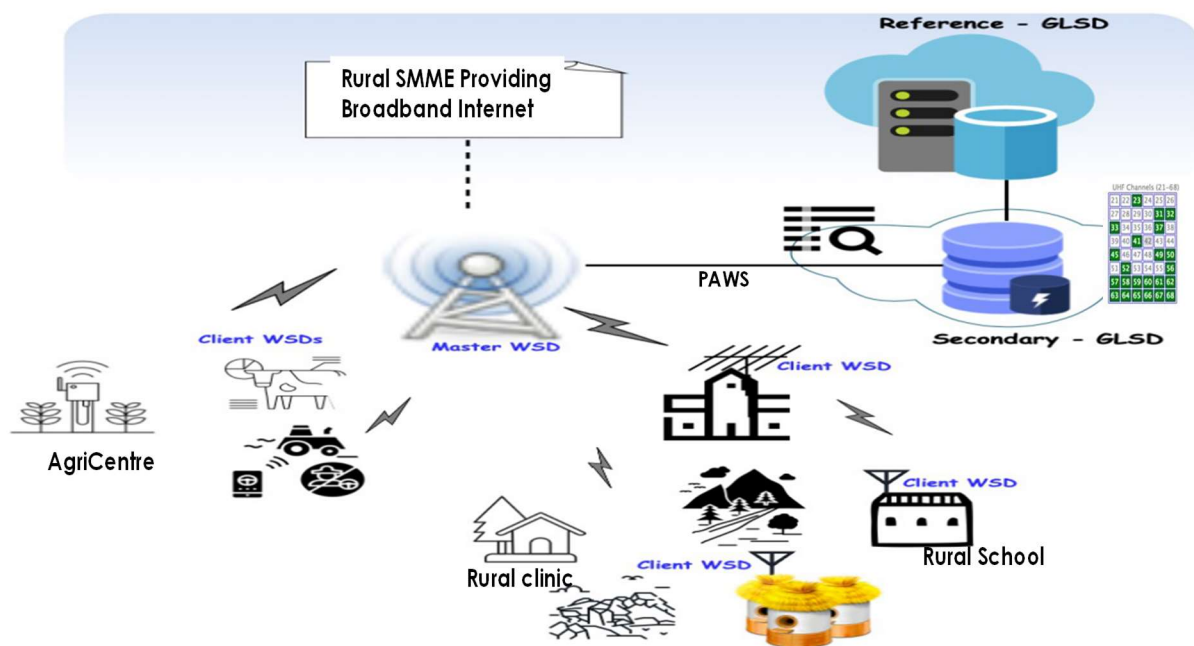 Reference - GLSD
Rural SMME Providing
Broadband Internet
UHF Channels (21-68)
21 22 23 24 25 26
27 28 29 30 31 32
33 34 35 36 37 38
39 40 41 42 43 44
45 46 47 48 49 50
51 52 53 54 55 56
57 58 59 60 61 62
63 64 65 66 67 68
PAWS
Secondary - GLSD
Client WSDs
Master WSD
Client WSD
AgriCentre
Client WSD
Rural School
Rural clinic
Client WSD